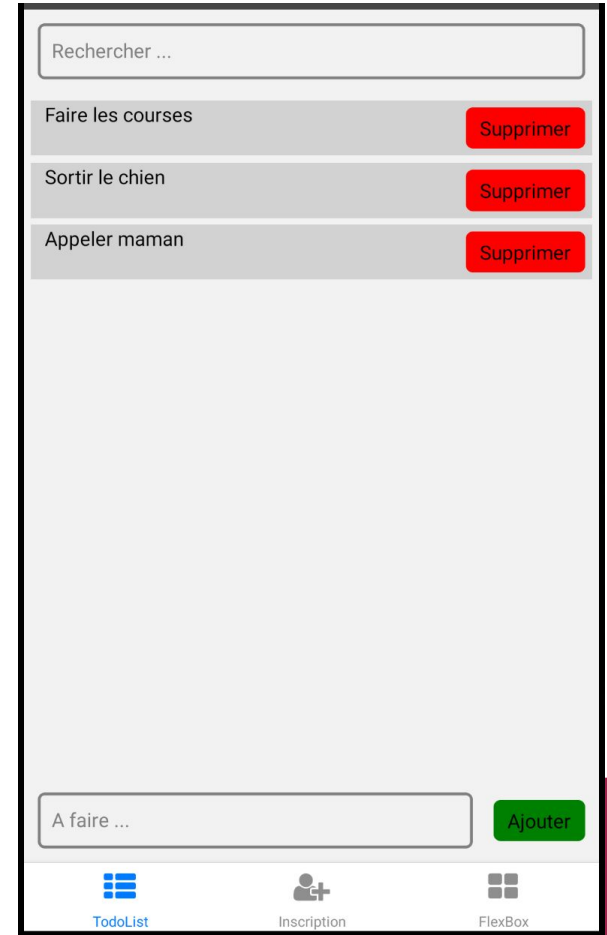 Rechercher ...
Faire les courses
Supprimer
Sortir le chien
Supprimer
Appeler maman
Supprimer
A faire ...
Ajouter
TodoList
Inscription
FlexBox